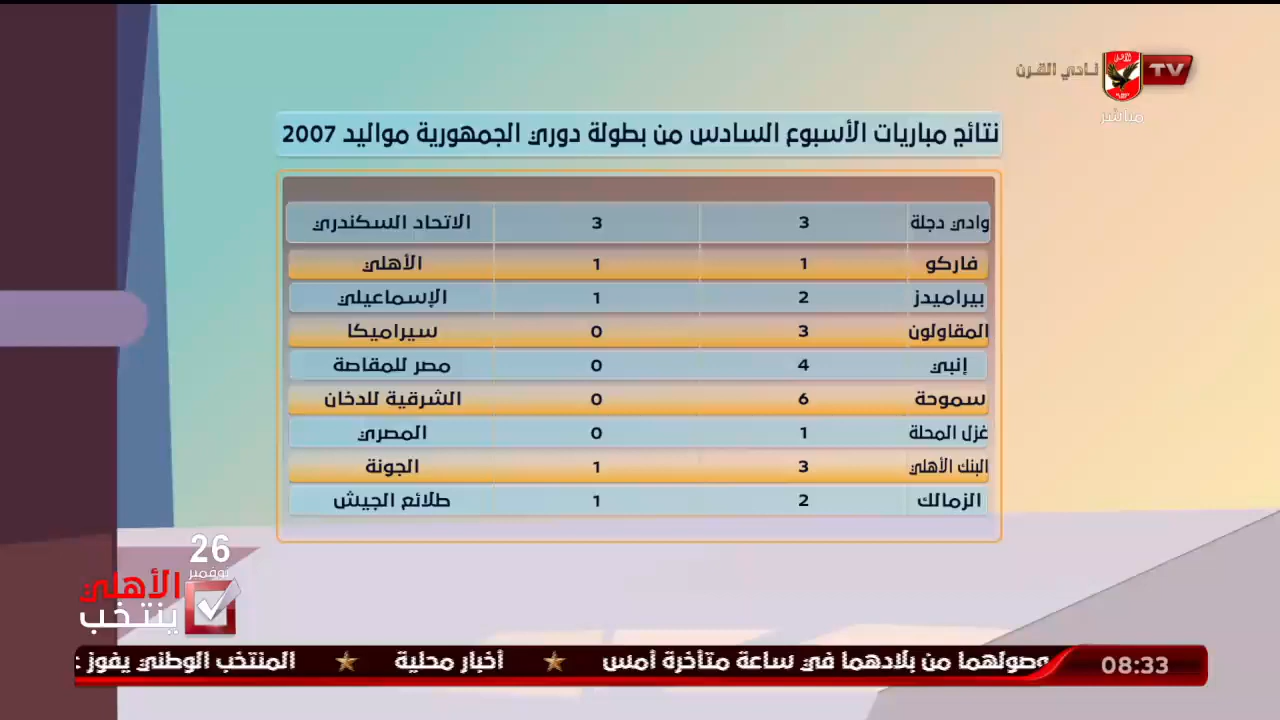 نادي القرن
TV
مباشر
نتائج مباريات الأسبوع السادس من بطولة دوري الجمهورية مواليد 2007
وادي دجلة 3 3 الاتحاد السكندري
فاركو 1 1 الأهلي
بيراميدز 2 1 الإسماعيلي
المقاولون 3 0 سيراميكا
إنبي 4 0 مصر للمقاصة
سموحة 6 0 الشرقية للدخان
غزل المحلة 1 0 المصري
البنك الأهلي 3 1 الجونة
الزمالك 2 1 طلائع الجيش
26
نوفمبر
الأهلي
ينتخب
08:33
وصولهما من بلادهما في ساعة متأخرة أمس ★ أخبار محلية ★ المنتخب الوطني يفوز